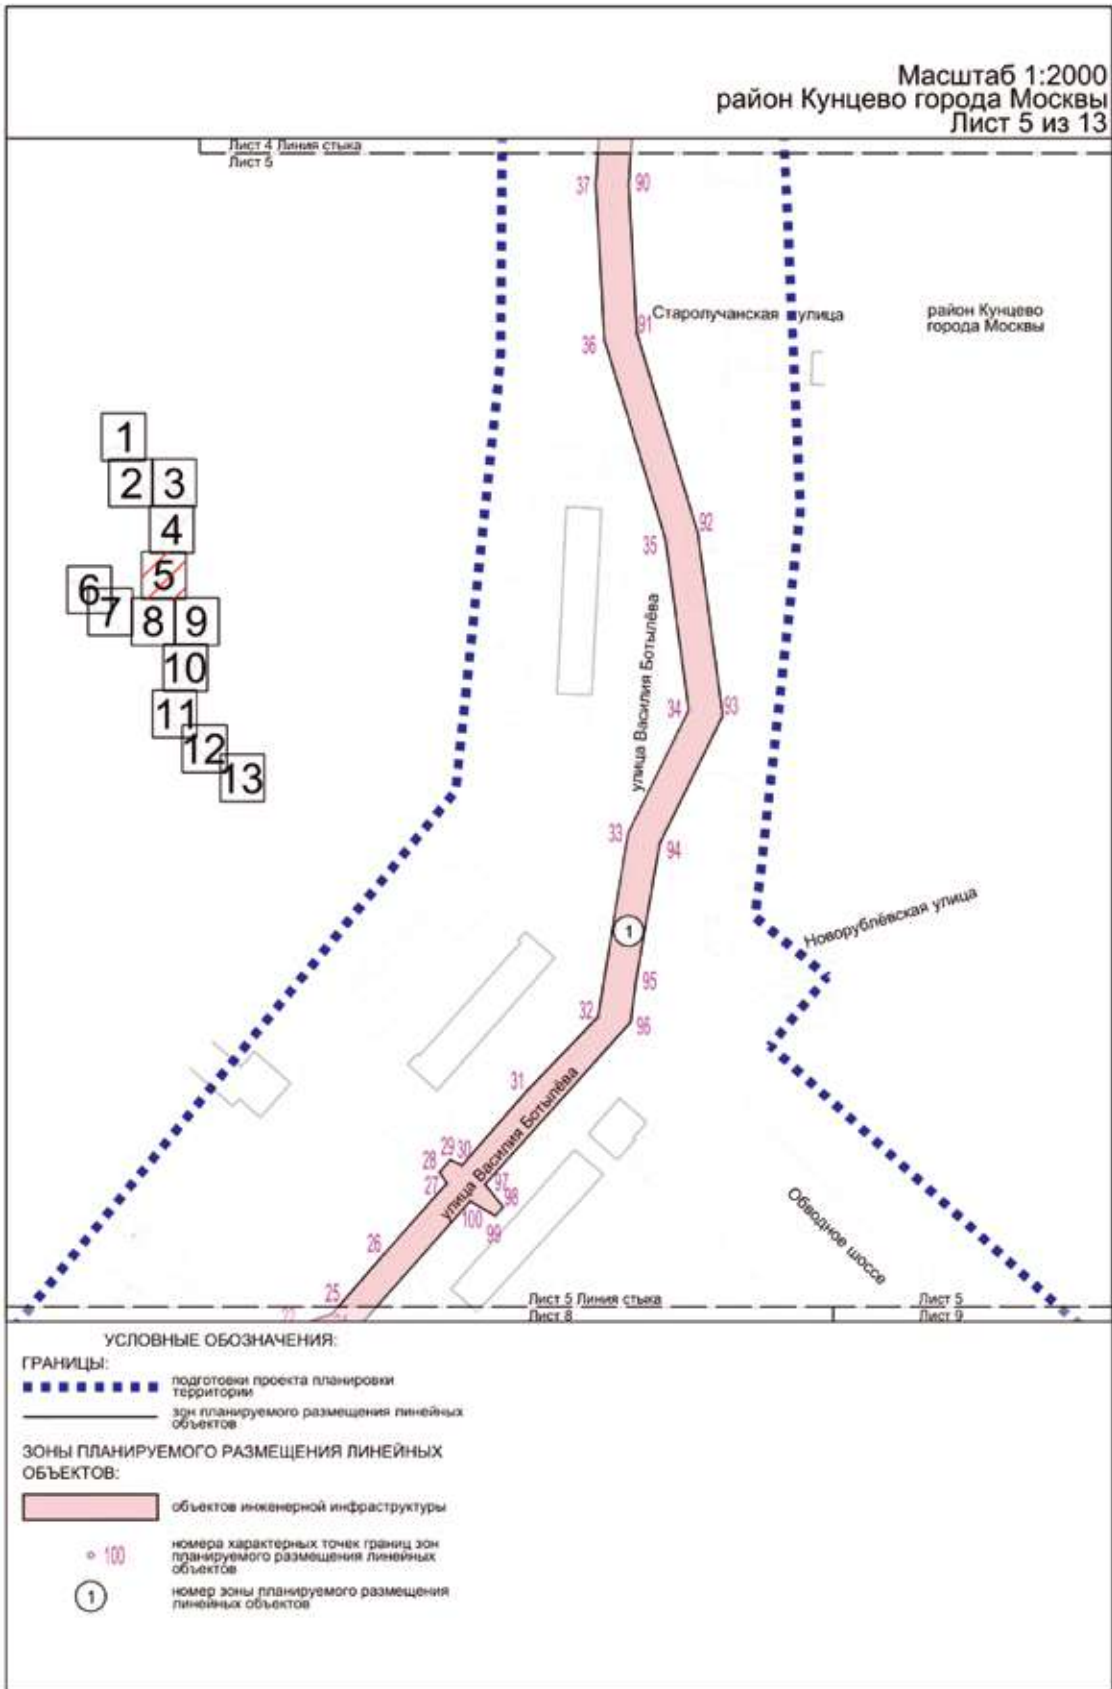 Масштаб 1:2000
район Кунцево города Москвы
Лист 5 из 13
Лист 4 Линия стыка
Лист 5
37
90
91
Старолучанская улица
район Кунцево
города Москвы
36
1
2 3
4
5
6
7
8 9
10
11
12
13
92
35
улица Василия Ботылёва
34
93
33
94
Новорублёвская улица
1
95
32
96
31
улица Василия Ботылёва
29
30
28
27
97
98
100
99
26
Обводное шоссе
25
Лист 5 Линия стыка
Лист 5
Лист 8
Лист 9
УСЛОВНЫЕ ОБОЗНАЧЕНИЯ:
ГРАНИЦЫ:
подготовки проекта планировки
территории
зон планируемого размещения линейных
объектов
ЗОНЫ ПЛАНИРУЕМОГО РАЗМЕЩЕНИЯ ЛИНЕЙНЫХ
ОБЪЕКТОВ:
объектов инженерной инфраструктуры
100
номера характерных точек границ зон
планируемого размещения линейных
объектов
1
номер зоны планируемого размещения
линейных объектов